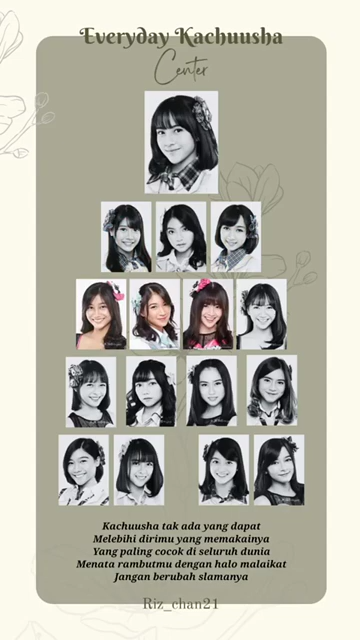 Everyday Kachuusha
Center
Kachuusha tak ada yang dapat
Melebihi dirimu yang memakainya
Yang paling cocok di seluruh dunia
Menata rambutmu dengan halo malaikat
Jangan berubah slamanya
Riz_chan21